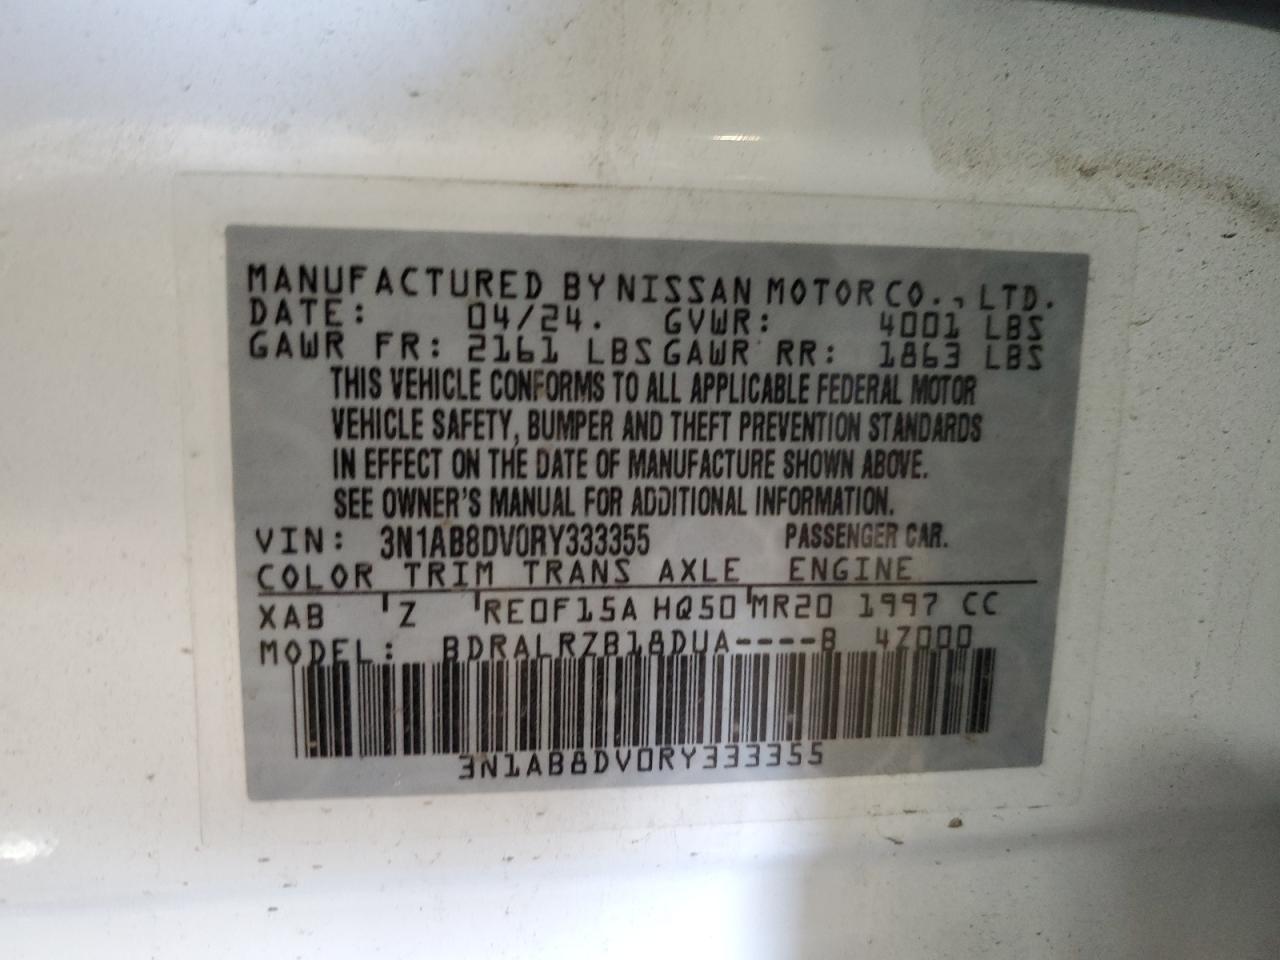 MANUFACTURED BY NISSAN MOTOR CO., LTD.
DATE: 04/24. GVWR: 4001 LBS
GAWR FR: 2161 LBS GAWR RR: 1863 LBS
THIS VEHICLE CONFORMS TO ALL APPLICABLE FEDERAL MOTOR
VEHICLE SAFETY, BUMPER AND THEFT PREVENTION STANDARDS
IN EFFECT ON THE DATE OF MANUFACTURE SHOWN ABOVE.
SEE OWNER'S MANUAL FOR ADDITIONAL INFORMATION.
VIN: 3N1AB8DV0RY333355 PASSENGER CAR.
COLOR TRIM TRANS AXLE ENGINE
XAB Z RE0F15A HQ50 MR20 1997 CC
MODEL: BDRALRZB18DUA----B 4Z000
3N1AB8DV0RY333355